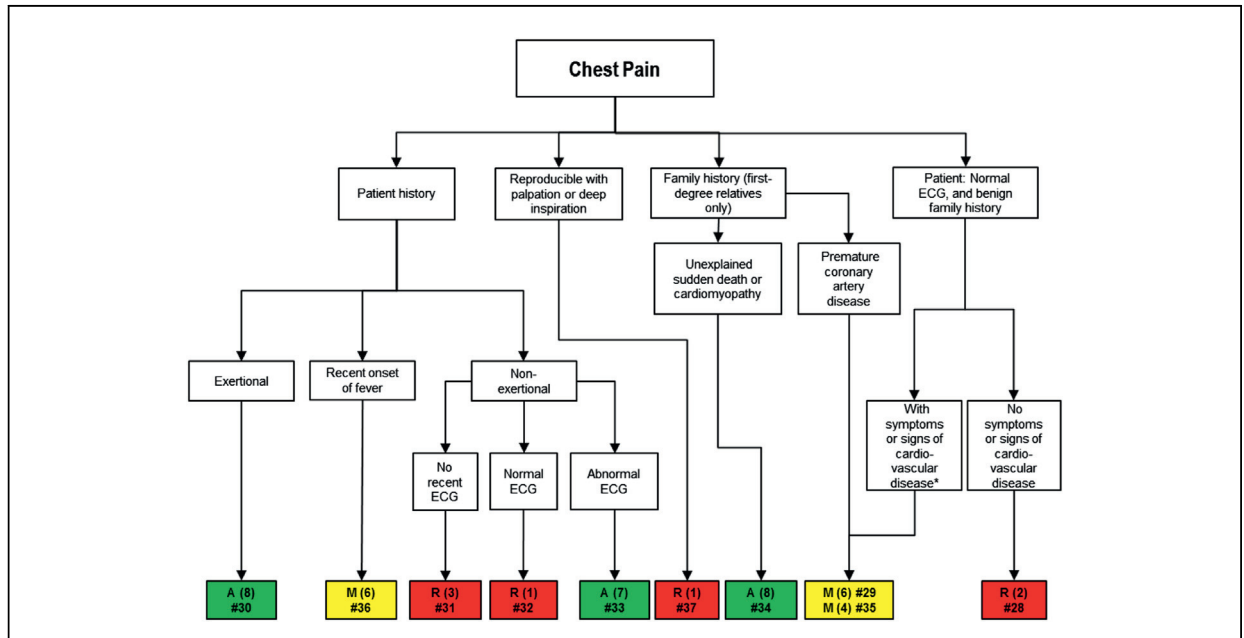 Chest Pain
Patient history
Reproducible with
palpation or deep
inspiration
Family history (first-
degree relatives
only)
Patient: Normal
ECG, and benign
family history
Unexplained
sudden death or
cardiomyopathy
Premature
coronary
artery
disease
Exertional
Recent onset
of fever
Non-
exertional
With
symptoms
or signs of
cardio-
vascular
disease*
No
symptoms
or signs of
cardio-
vascular
disease
No
recent
ECG
Normal
ECG
Abnormal
ECG
A (8)
#30
M (6)
#36
R (3)
#31
R (1)
#32
A (7)
#33
R (1)
#37
A (8)
#34
M (6) #29
M (4) #35
R (2)
#28